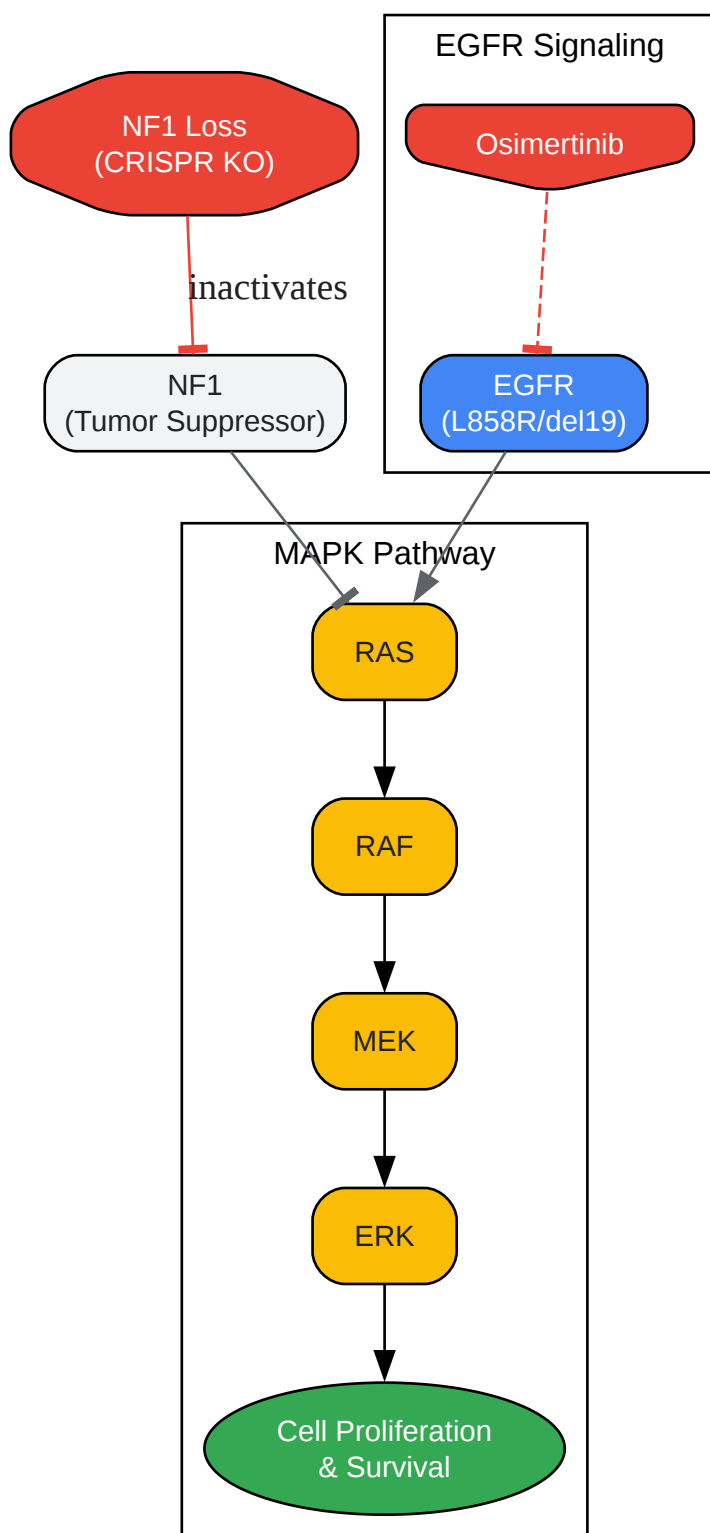 EGFR Signaling
NF1 Loss
(CRISPR KO)
Osimertinib
inactivates
NF1
(Tumor Suppressor)
EGFR
(L858R/del19)
MAPK Pathway
RAS
RAF
MEK
ERK
Cell Proliferation
& Survival